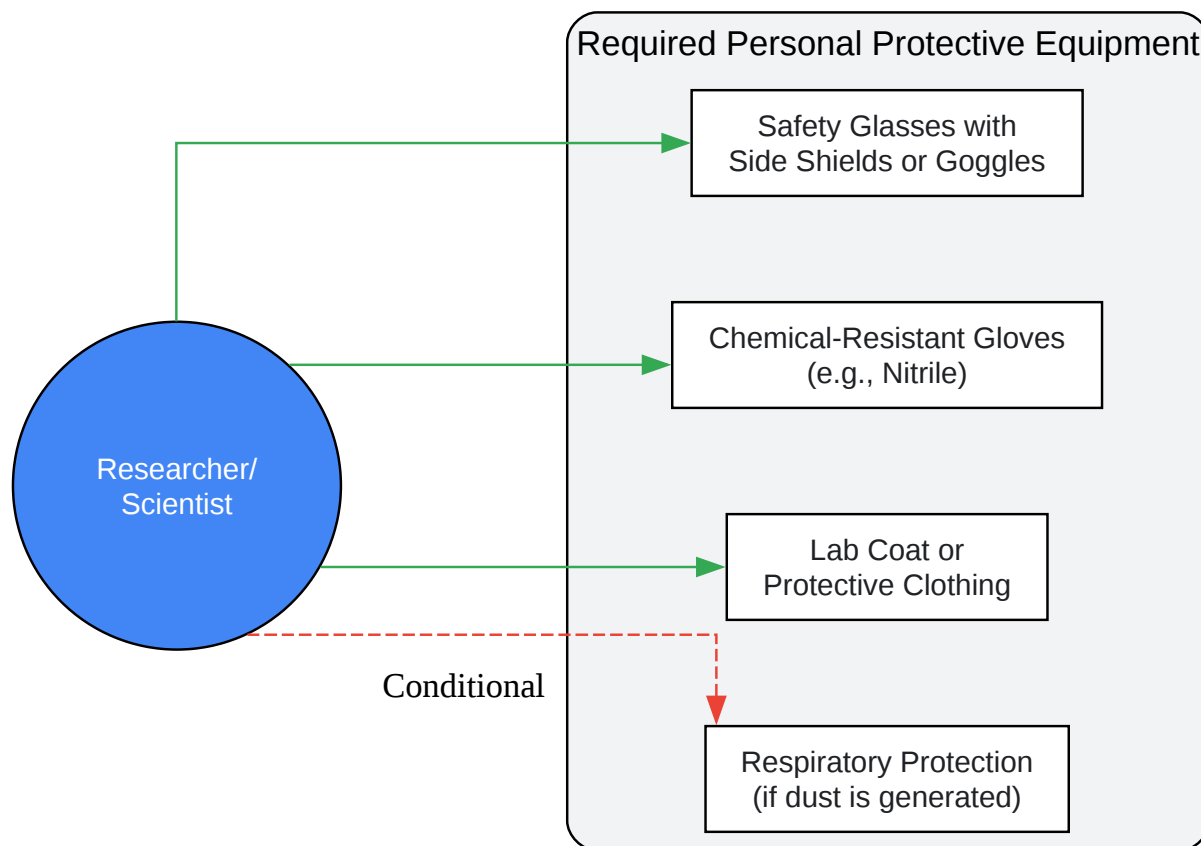 Required Personal Protective Equipment
Safety Glasses with
Side Shields or Goggles
Chemical-Resistant Gloves
(e.g., Nitrile)
Researcher/
Scientist
Lab Coat or
Protective Clothing
Conditional
Respiratory Protection
(if dust is generated)